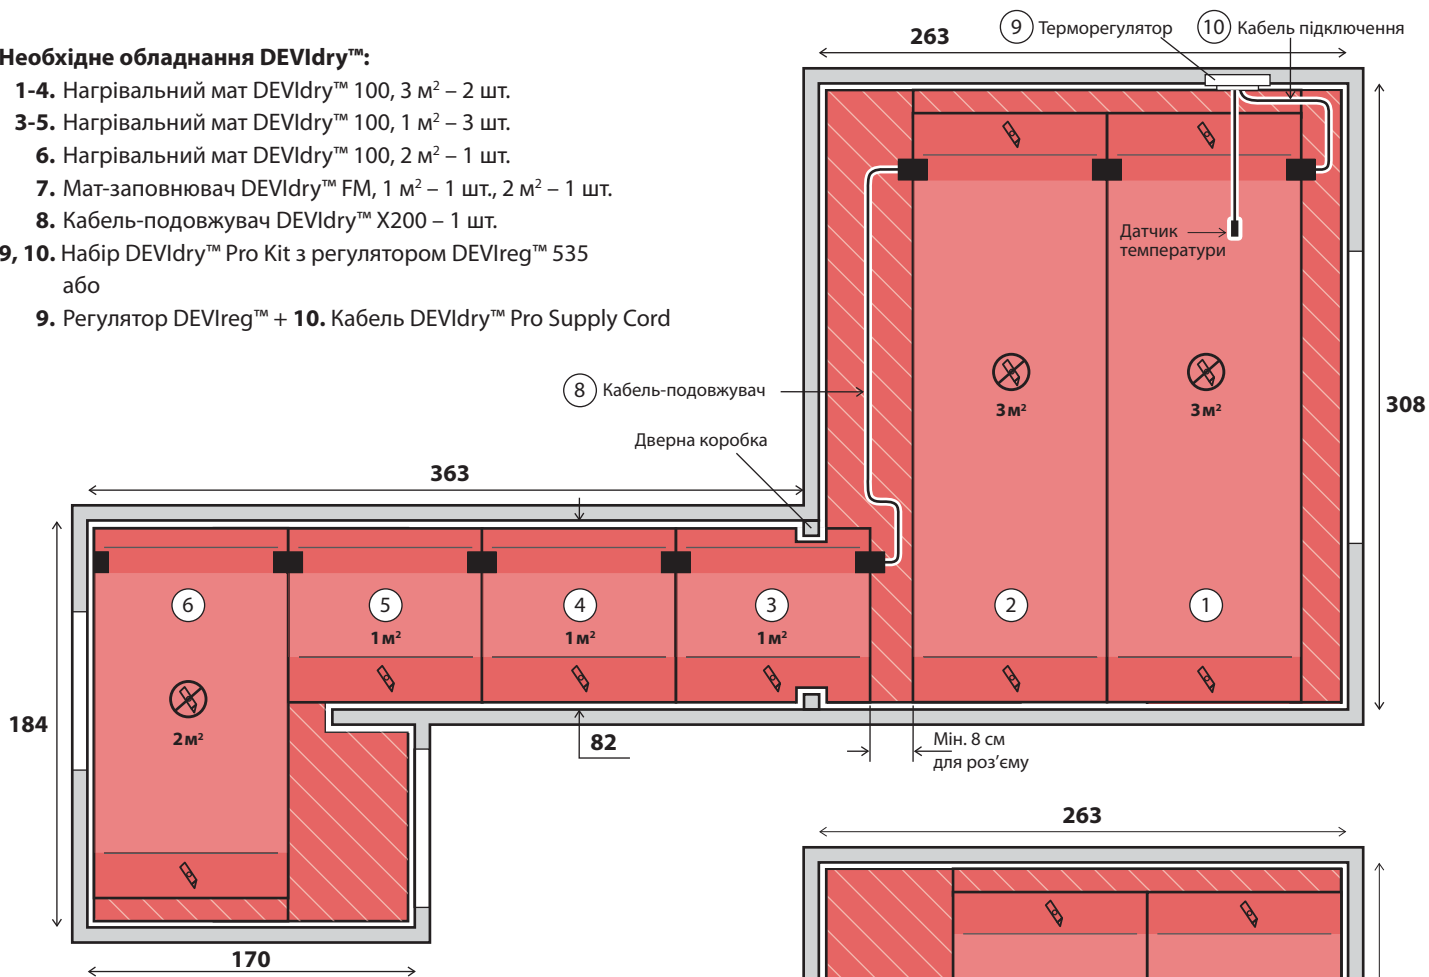 Необхідне обладнання DEVIdry™:
1-4. Нагрівальний мат DEVIdry™ 100, 3 м² – 2 шт.
3-5. Нагрівальний мат DEVIdry™ 100, 1 м² – 3 шт.
6. Нагрівальний мат DEVIdry™ 100, 2 м² – 1 шт.
7. Мат-заповнювач DEVIdry™ FM, 1 м² – 1 шт., 2 м² – 1 шт.
8. Кабель-подовжувач DEVIdry™ X200 – 1 шт.
9, 10. Набір DEVIdry™ Pro Kit з регулятором DEVIreg™ 535
або
9. Регулятор DEVIreg™ + 10. Кабель DEVIdry™ Pro Supply Cord
263
9 Терморегулятор
10 Кабель підключення
Датчик
температури
3 м²
3 м²
308
8 Кабель-подовжувач
Дверна коробка
363
6
5
4
3
2
1
1 м²
1 м²
1 м²
2 м²
184
82
Мін. 8 см
для роз’єму
170
263